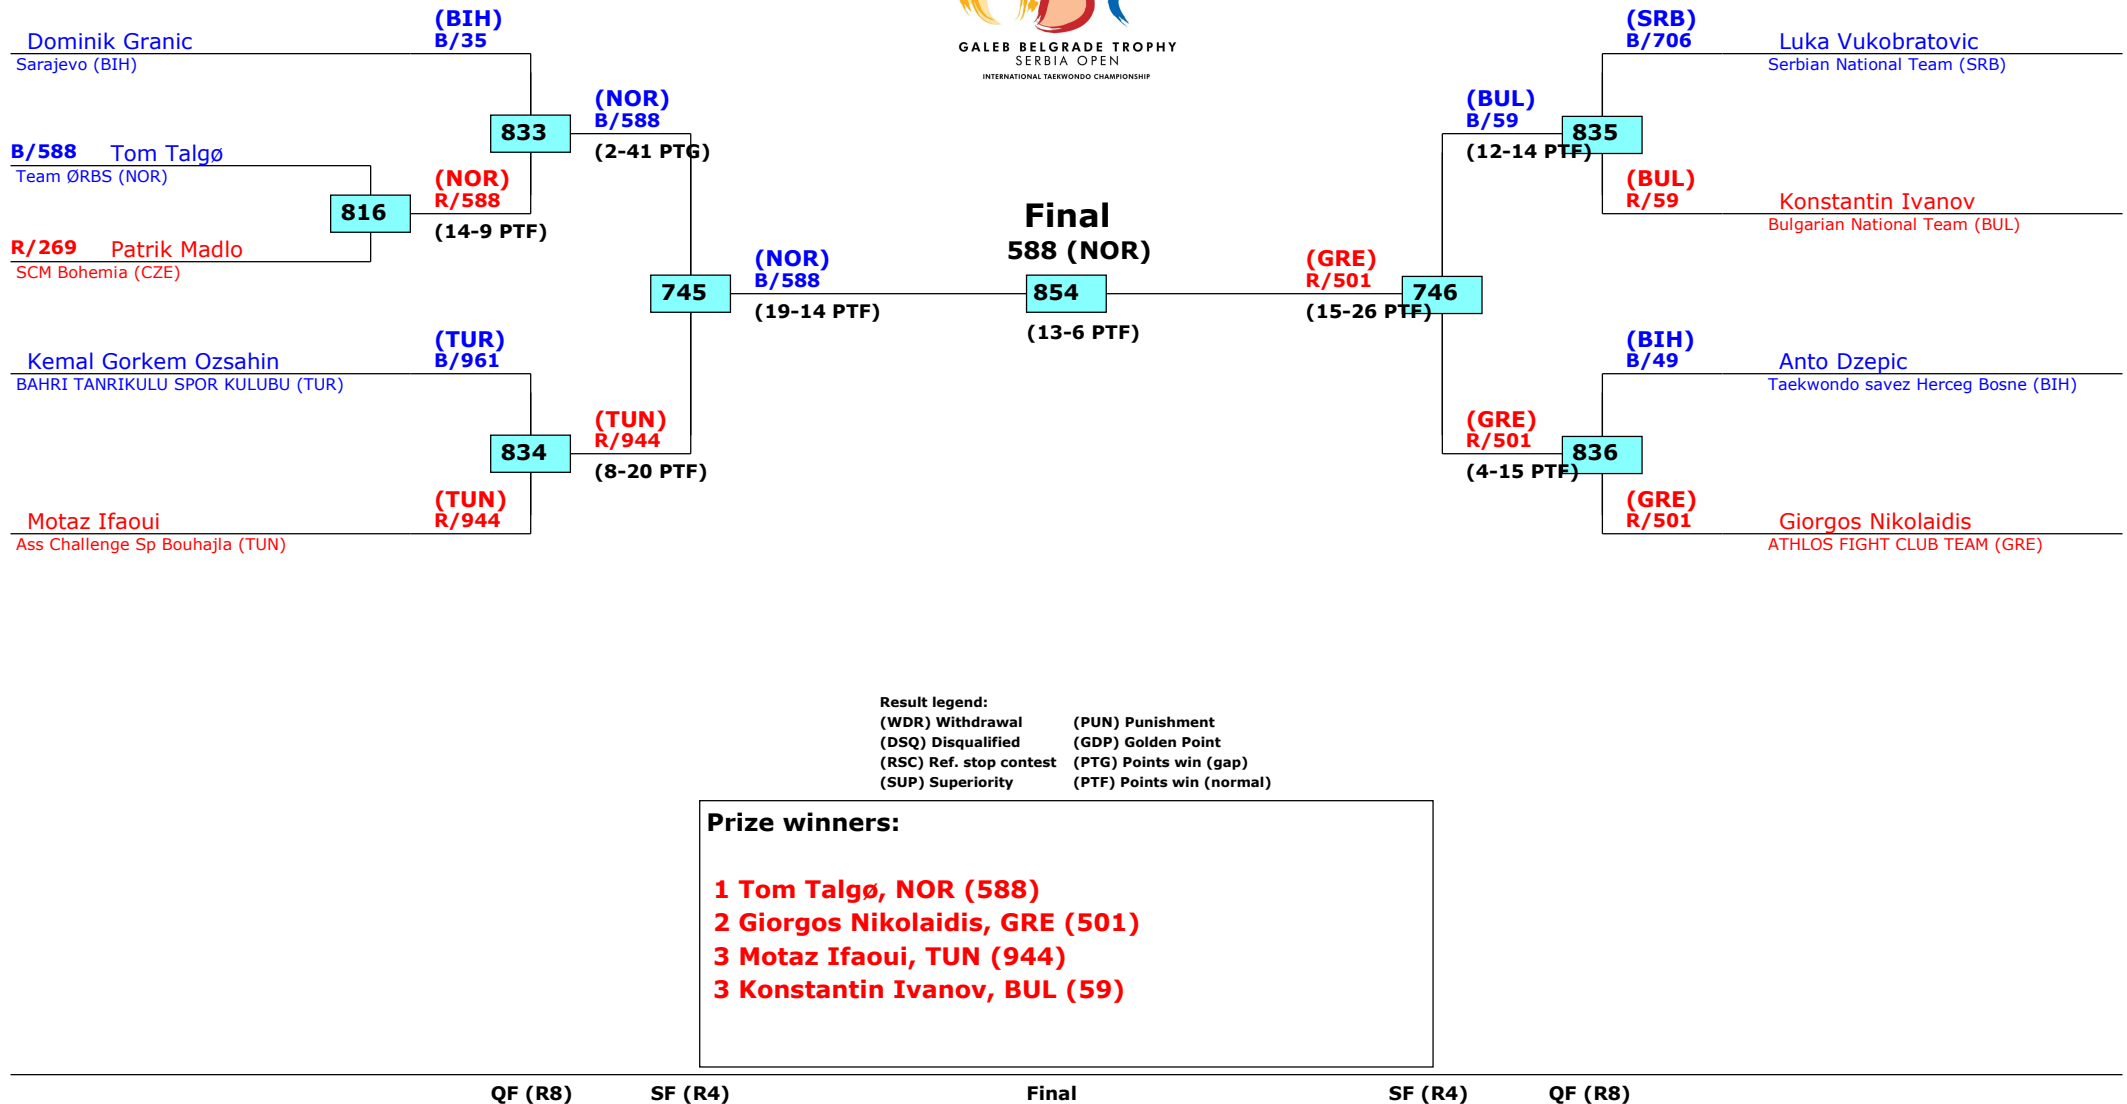 GALEB BELGRADE TROPHY
SERBIA OPEN
INTERNATIONAL TAEKWONDO CHAMPIONSHIP
(BIH)
B/35
Dominik Granic
Sarajevo (BIH)
833
(NOR)
B/588
(2-41 PTG)
B/588 Tom Talgø
Team ØRBS (NOR)
816
(NOR)
R/588
(14-9 PTF)
R/269 Patrik Madlo
SCM Bohemia (CZE)
745
(NOR)
B/588
(19-14 PTF)
(TUR)
B/961
Kemal Gorkem Ozsahin
BAHRI TANRIKULU SPOR KULUBU (TUR)
834
(TUN)
R/944
(8-20 PTF)
(TUN)
R/944
Motaz Ifaoui
Ass Challenge Sp Bouhajla (TUN)
Final
588 (NOR)
854
(13-6 PTF)
(SRB)
B/706
Luka Vukobratovic
Serbian National Team (SRB)
(BUL)
B/59
835
(12-14 PTF)
(BUL)
R/59
Konstantin Ivanov
Bulgarian National Team (BUL)
(GRE)
R/501
746
(15-26 PTF)
(BIH)
B/49
Anto Dzepic
Taekwondo savez Herceg Bosne (BIH)
(GRE)
R/501
836
(4-15 PTF)
(GRE)
R/501
Giorgos Nikolaidis
ATHLOS FIGHT CLUB TEAM (GRE)
Result legend:
(WDR) Withdrawal (PUN) Punishment
(DSQ) Disqualified (GDP) Golden Point
(RSC) Ref. stop contest (PTG) Points win (gap)
(SUP) Superiority (PTF) Points win (normal)
Prize winners:
1 Tom Talgø, NOR (588)
2 Giorgos Nikolaidis, GRE (501)
3 Motaz Ifaoui, TUN (944)
3 Konstantin Ivanov, BUL (59)
QF (R8) SF (R4) Final SF (R4) QF (R8)